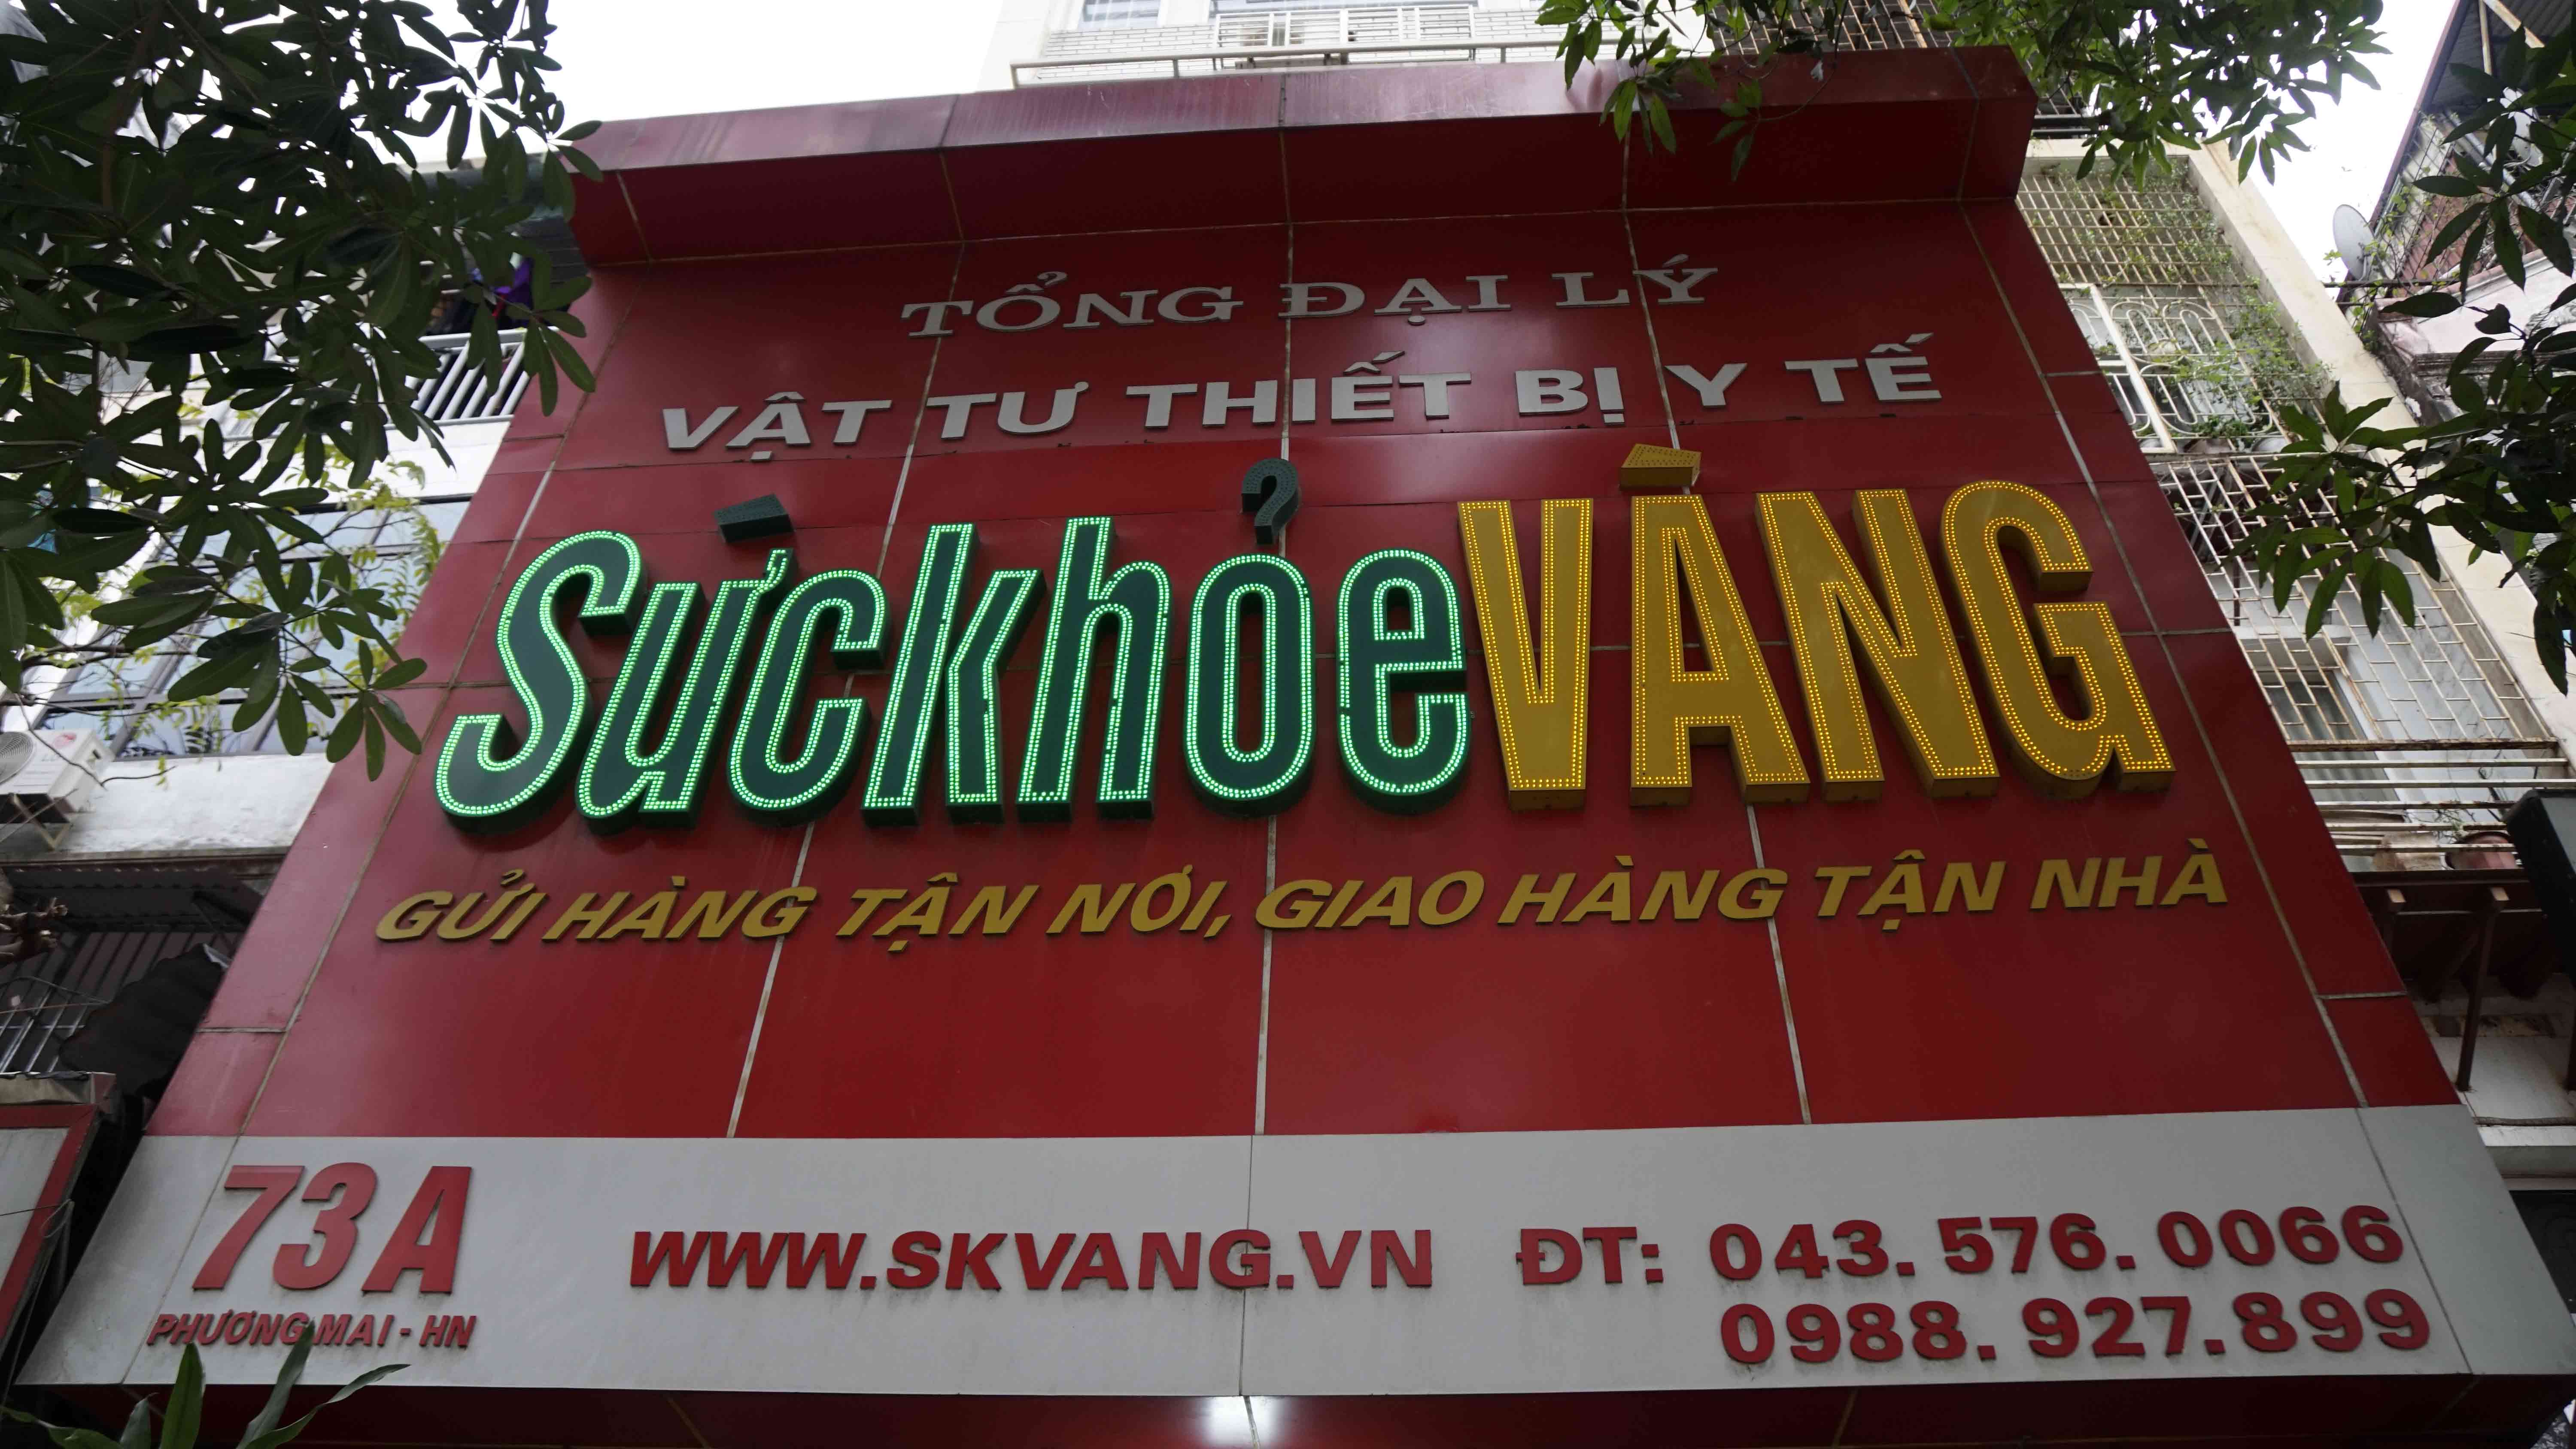 TỔNG ĐẠI LÝ
VẬT TƯ THIẾT BỊ Y TẾ
SứckhỏeVÀNG
GỬI HÀNG TẬN NƠI, GIAO HÀNG TẬN NHÀ
73A
PHƯƠNG MAI - HN
WWW.SKVANG.VN
ĐT: 043. 576. 0066
0988. 927. 899